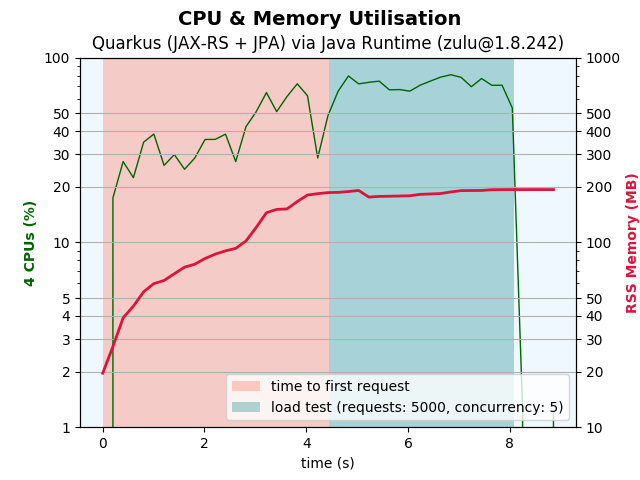 CPU & Memory Utilisation
Quarkus (JAX-RS + JPA) via Java Runtime (zulu@1.8.242)
100
50
40
30
20
10
5
4
3
2
1
4 CPUs (%)
1000
500
400
300
200
100
50
40
30
20
10
RSS Memory (MB)
time to first request
load test (requests: 5000, concurrency: 5)
0 2 4 6 8
time (s)